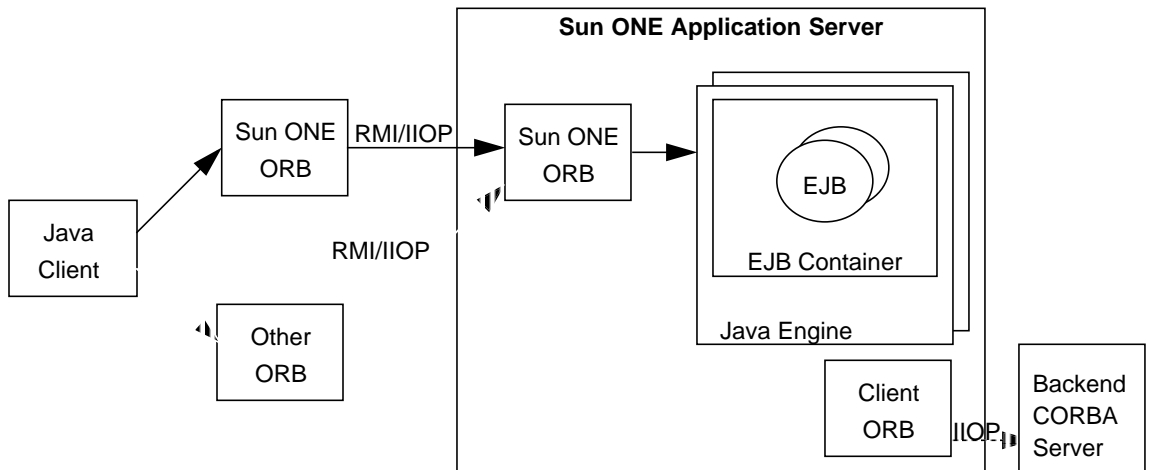 Sun ONE Application Server
Sun ONE
ORB
RMI/IIOP
Sun ONE
ORB
EJB
EJB Container
Java Engine
Java
Client
RMI/IIOP
Other
ORB
Client
ORB
IIOP
Backend
CORBA
Server